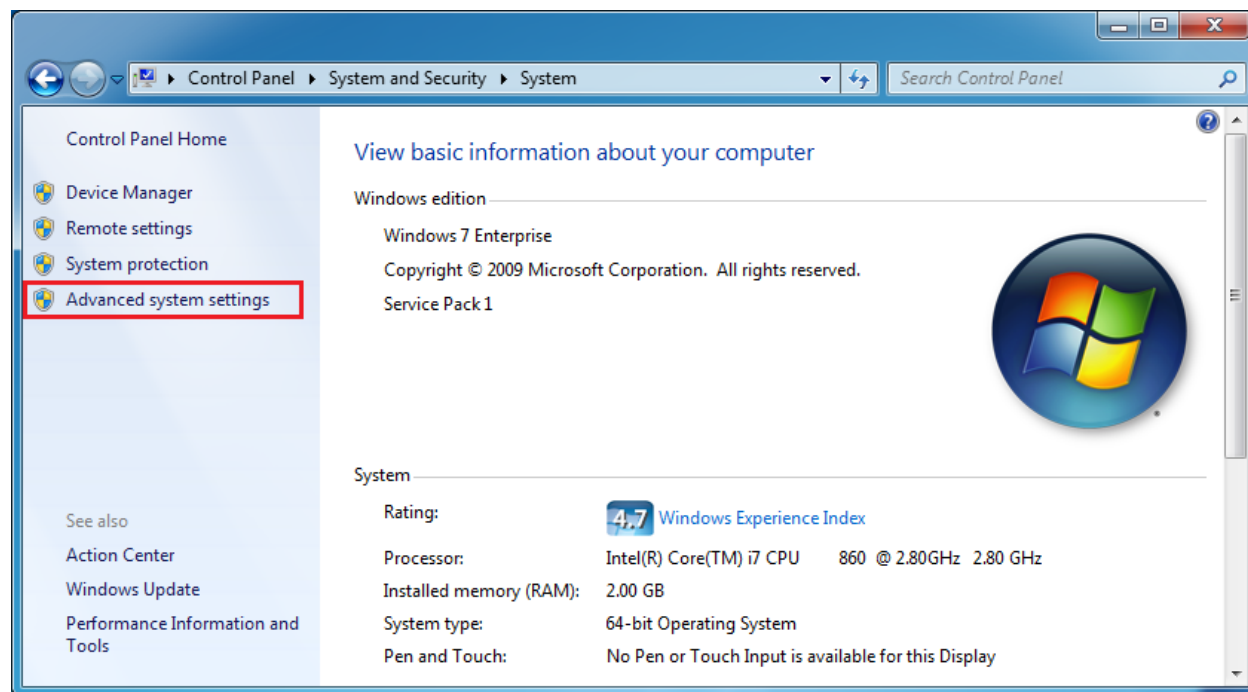 Control Panel ▸ System and Security ▸ System
Search Control Panel
Control Panel Home
Device Manager
Remote settings
System protection
Advanced system settings
See also
Action Center
Windows Update
Performance Information and
Tools
View basic information about your computer
Windows edition
Windows 7 Enterprise
Copyright © 2009 Microsoft Corporation. All rights reserved.
Service Pack 1
System
Rating: 4.7 Windows Experience Index
Processor: Intel(R) Core(TM) i7 CPU 860 @ 2.80GHz 2.80 GHz
Installed memory (RAM): 2.00 GB
System type: 64-bit Operating System
Pen and Touch: No Pen or Touch Input is available for this Display